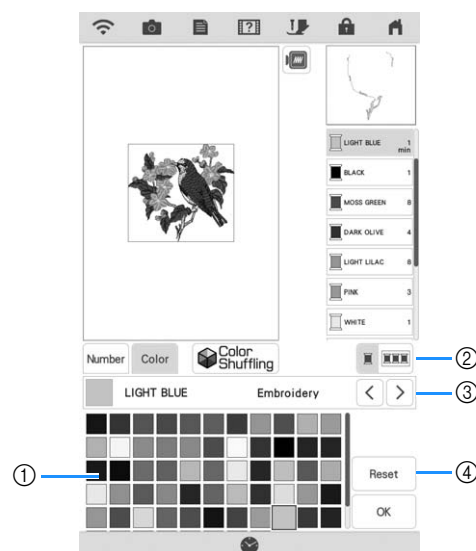 ?
LIGHT BLUE 1
min
BLACK 1
MOSS GREEN 8
DARK OLIVE 4
LIGHT LILAC 8
PINK 3
WHITE 1
Number Color Color Shuffling
②
LIGHT BLUE Embroidery < > ③
①
Reset ④
OK